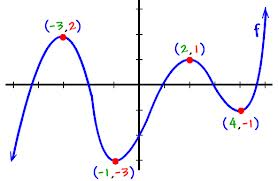 (-3,2)
f
(2,1)
(4,-1)
(-1,-3)